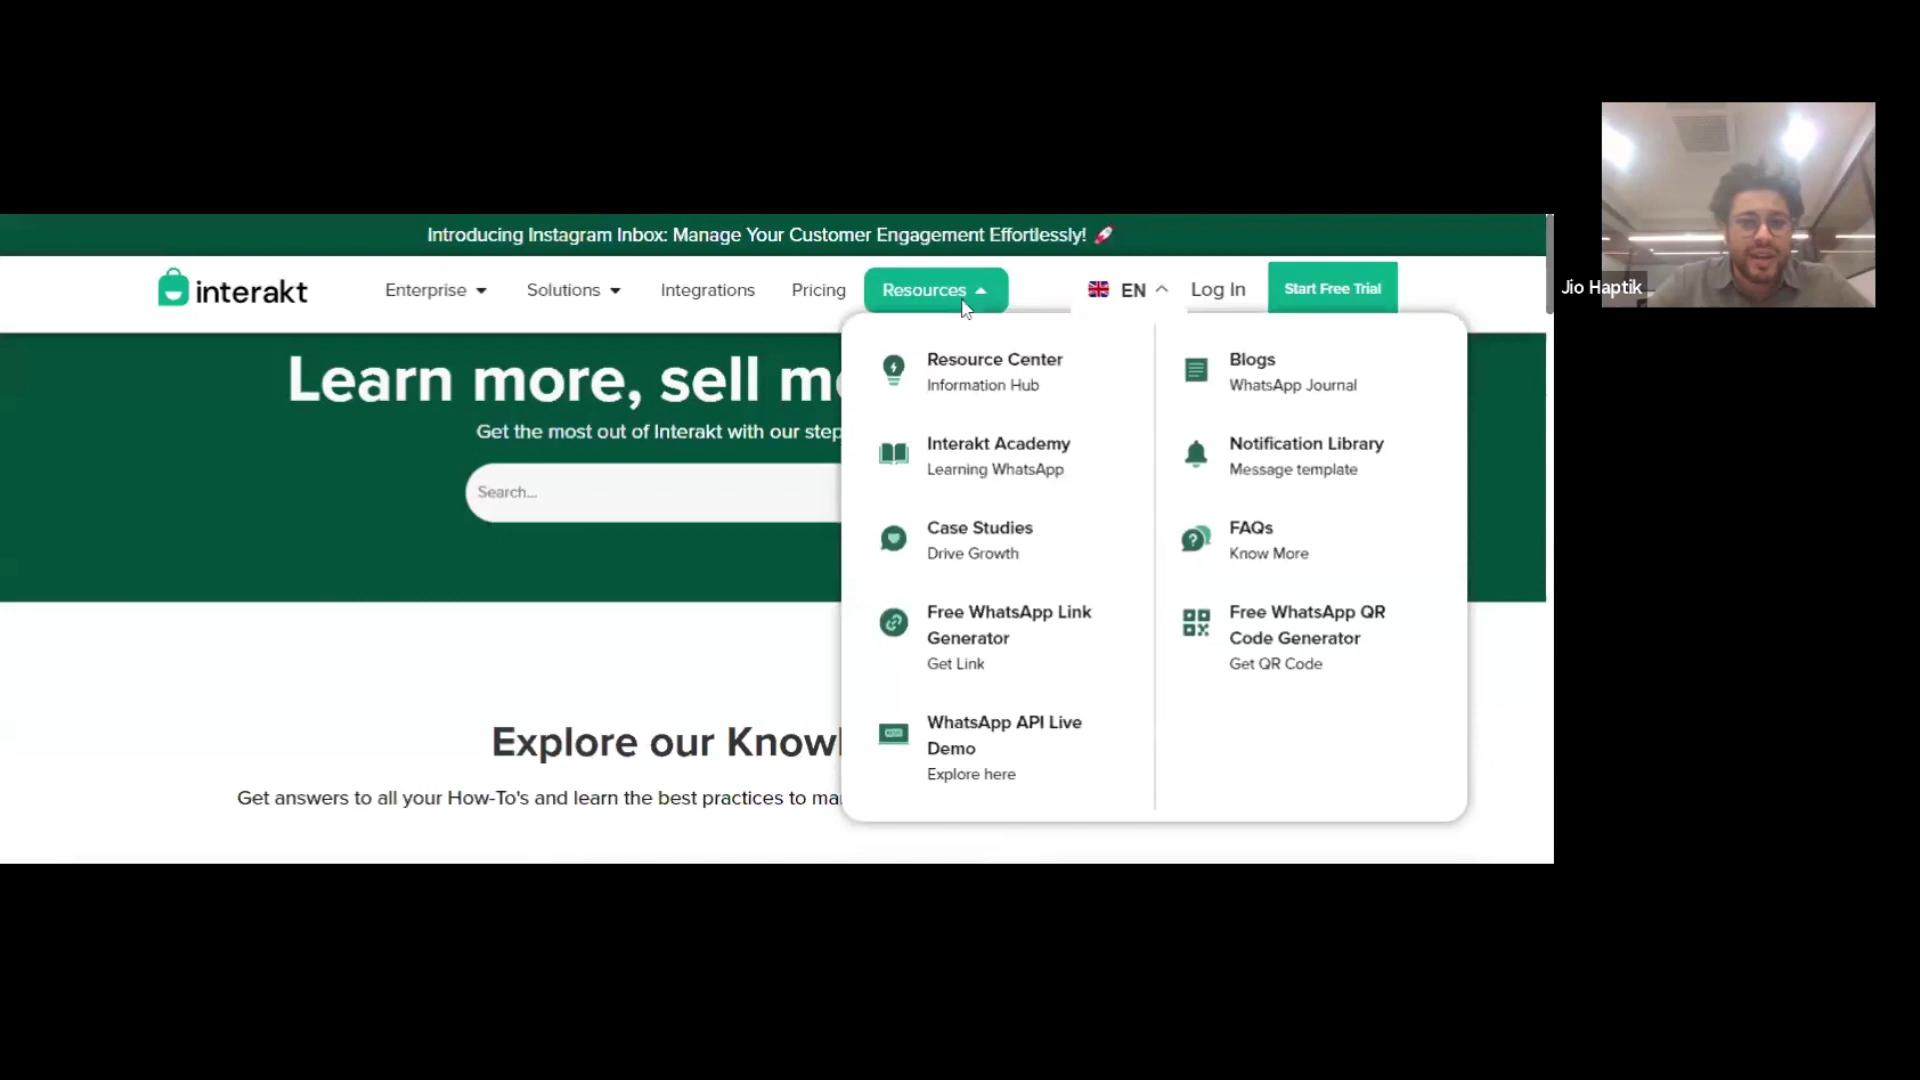 Introducing Instagram Inbox: Manage Your Customer Engagement Effortlessly! 🚀
interakt
Enterprise
Solutions
Integrations
Pricing
Resources
EN
Log In
Start Free Trial
Jio Haptik
Learn more, sell
Get the most out of Interakt with our
Search...
Explore our
Get answers to all your How-To's and learn the best practices to
Resource Center
Information Hub
Interakt Academy
Learning WhatsApp
Case Studies
Drive Growth
Free WhatsApp Link
Generator
Get Link
WhatsApp API Live
Demo
Explore here
Blogs
WhatsApp Journal
Notification Library
Message template
FAQs
Know More
Free WhatsApp QR
Code Generator
Get QR Code